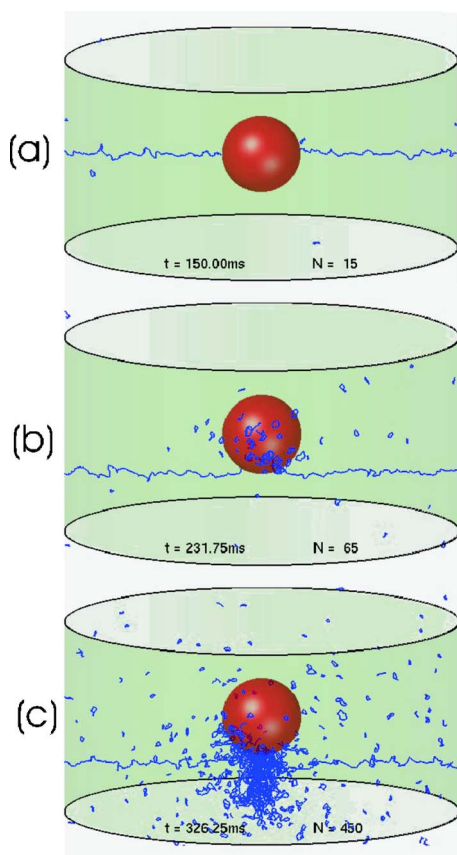 (a)
t = 150.00ms N = 15
(b)
t = 231.75ms N = 65
(c)
t = 326.25ms N = 450